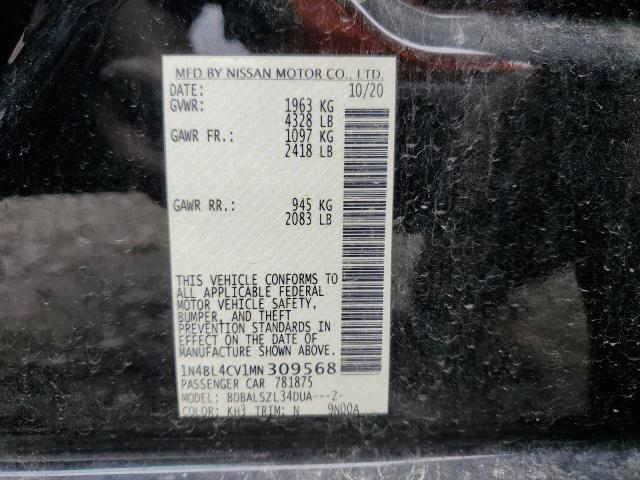 MFD BY NISSAN MOTOR CO., LTD.
DATE: 10/20
GVWR: 1963 KG
4328 LB
GAWR FR.: 1097 KG
2418 LB
GAWR RR.: 945 KG
2083 LB
THIS VEHICLE CONFORMS TO
ALL APPLICABLE FEDERAL
MOTOR VEHICLE SAFETY,
BUMPER, AND THEFT
PREVENTION STANDARDS IN
EFFECT ON THE DATE OF
MANUFACTURE SHOWN ABOVE.
1N4BL4CV1MN309568
PASSENGER CAR 781875
MODEL: BDBALSZL34DUA---Z-
COLOR: KH3 TRIM: N 9N00A